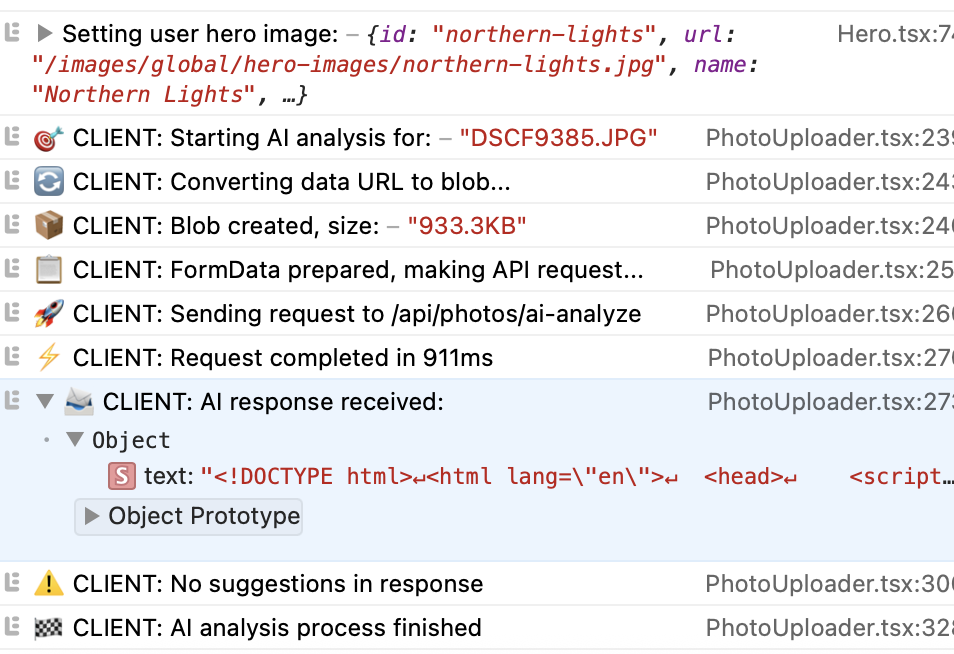 Setting user hero image: – {id: "northern-lights", url: Hero.tsx:74
"/images/global/hero-images/northern-lights.jpg", name:
"Northern Lights", …}
CLIENT: Starting AI analysis for: – "DSCF9385.JPG" PhotoUploader.tsx:239
CLIENT: Converting data URL to blob... PhotoUploader.tsx:243
CLIENT: Blob created, size: – "933.3KB" PhotoUploader.tsx:246
CLIENT: FormData prepared, making API request... PhotoUploader.tsx:25
CLIENT: Sending request to /api/photos/ai-analyze PhotoUploader.tsx:266
CLIENT: Request completed in 911ms PhotoUploader.tsx:270
CLIENT: AI response received: PhotoUploader.tsx:273
Object
S text: "<!DOCTYPE html>↵<html lang=\"en\">↵  <head>↵    <script…
Object Prototype
CLIENT: No suggestions in response PhotoUploader.tsx:306
CLIENT: AI analysis process finished PhotoUploader.tsx:328